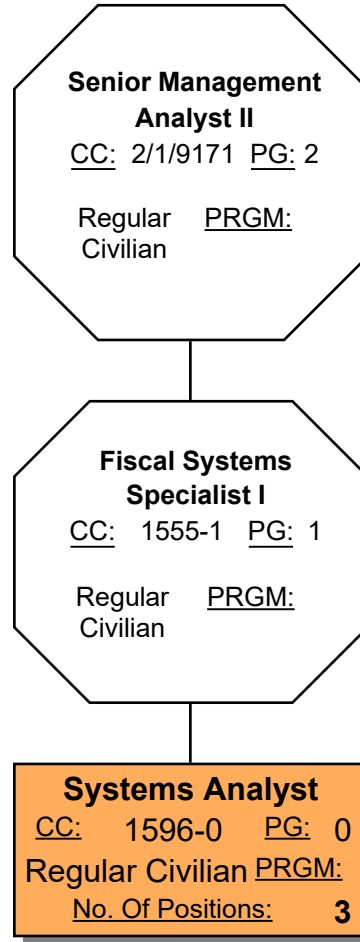 Senior Management
Analyst II
CC: 2/1/9171 PG: 2
Regular PRGM:
Civilian
Fiscal Systems
Specialist I
CC: 1555-1 PG: 1
Regular PRGM:
Civilian
Systems Analyst
CC: 1596-0 PG: 0
Regular Civilian PRGM:
No. Of Positions: 3